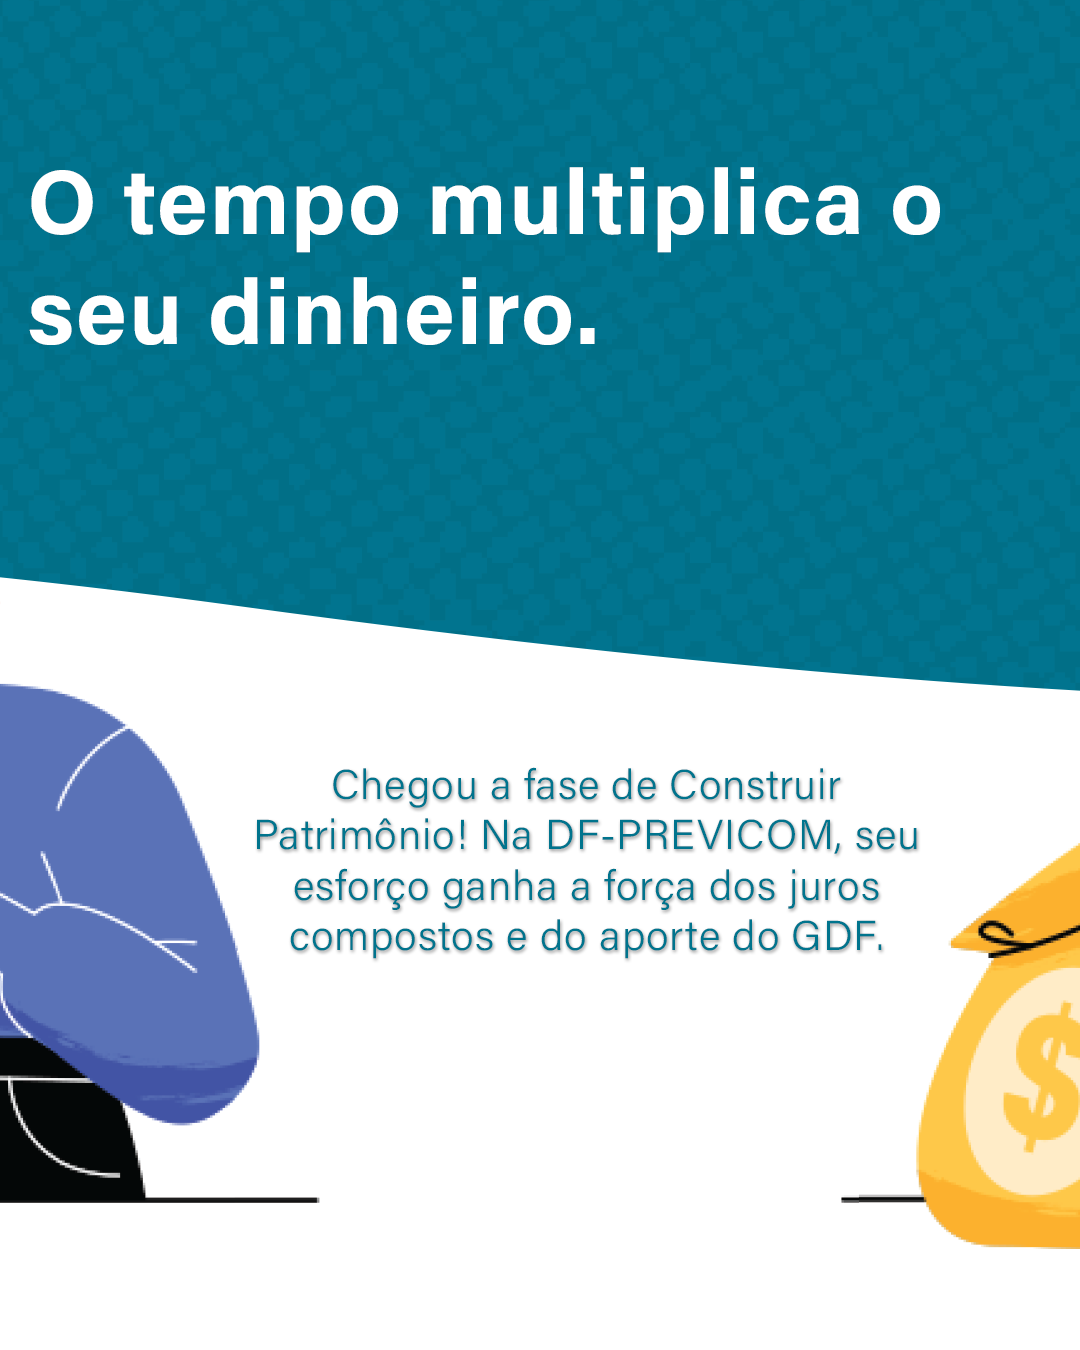 O tempo multiplica o
seu dinheiro.
Chegou a fase de Construir
Patrimônio! Na DF-PREVICOM, seu
esforço ganha a força dos juros
compostos e do aporte do GDF.
$